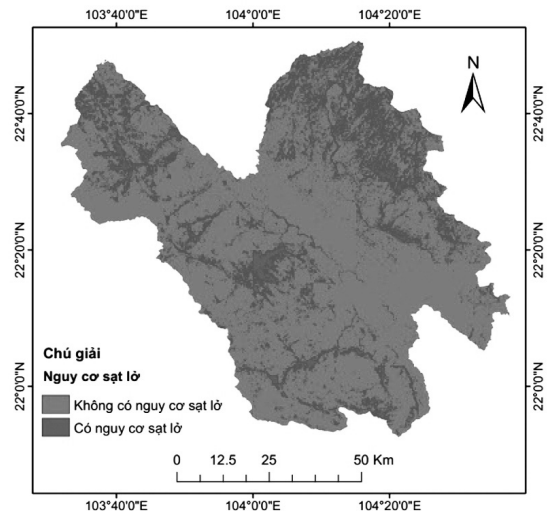 103°40'0"E 104°0'0"E 104°20'0"E
N
22°40'0"N 22°40'0"N
22°20'0"N 22°20'0"N
22°0'0"N 22°0'0"N
Chú giải
Nguy cơ sạt lở
Không có nguy cơ sạt lở
Có nguy cơ sạt lở
0 12.5 25 50 Km
103°40'0"E 104°0'0"E 104°20'0"E